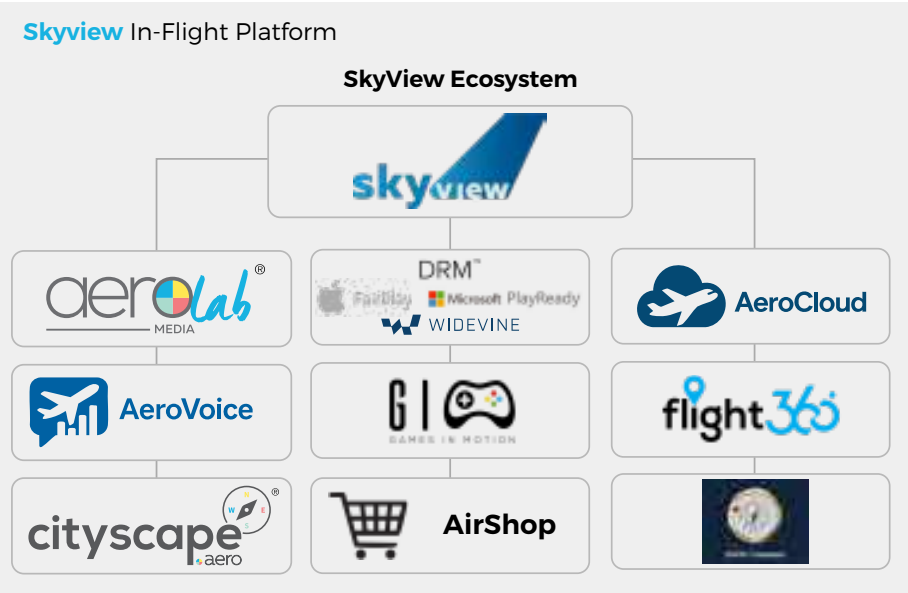 Skyview In-Flight Platform
SkyView Ecosystem
skyview
aerolab®
MEDIA
DRM™
FairPlay
Microsoft PlayReady
WIDEVINE
AeroCloud
AeroVoice
G I
GAMES IN MOTION
flight360
N
W E
S
cityscape®
.aero
AirShop